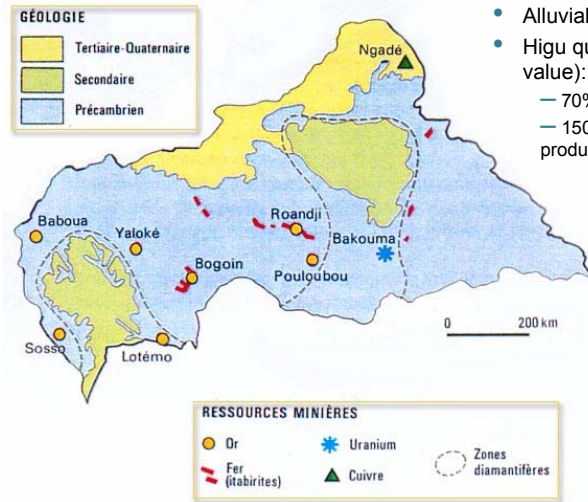 GÉOLOGIE
Tertiaire-Quaternaire
Secondaire
Précambrien
• Alluvial
• Higu qu
value):
– 70%
– 150
produ
Ngadé
Baboua
Yaloké
Roandji
Bakouma
Bogoin
Pouloubou
Sosso
Lotémo
0 200 km
RESSOURCES MINIÈRES
Or
Uranium
Zones
diamantifères
Fer
(itabirites)
Cuivre